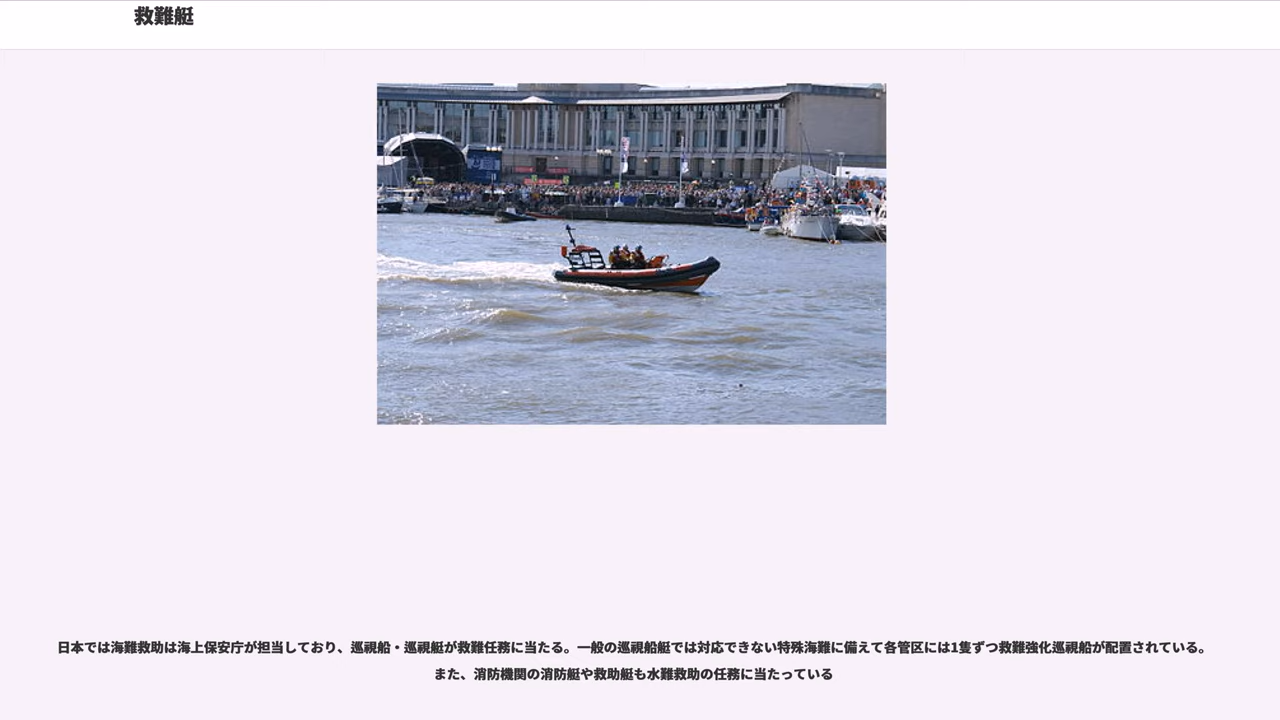 救難艇
日本では海難救助は海上保安庁が担当しており、巡視船・巡視艇が救難任務に当たる。一般の巡視船艇では対応できない特殊海難に備えて各管区には1隻ずつ救難強化巡視船が配置されている。
また、消防機関の消防艇や救助艇も水難救助の任務に当たっている